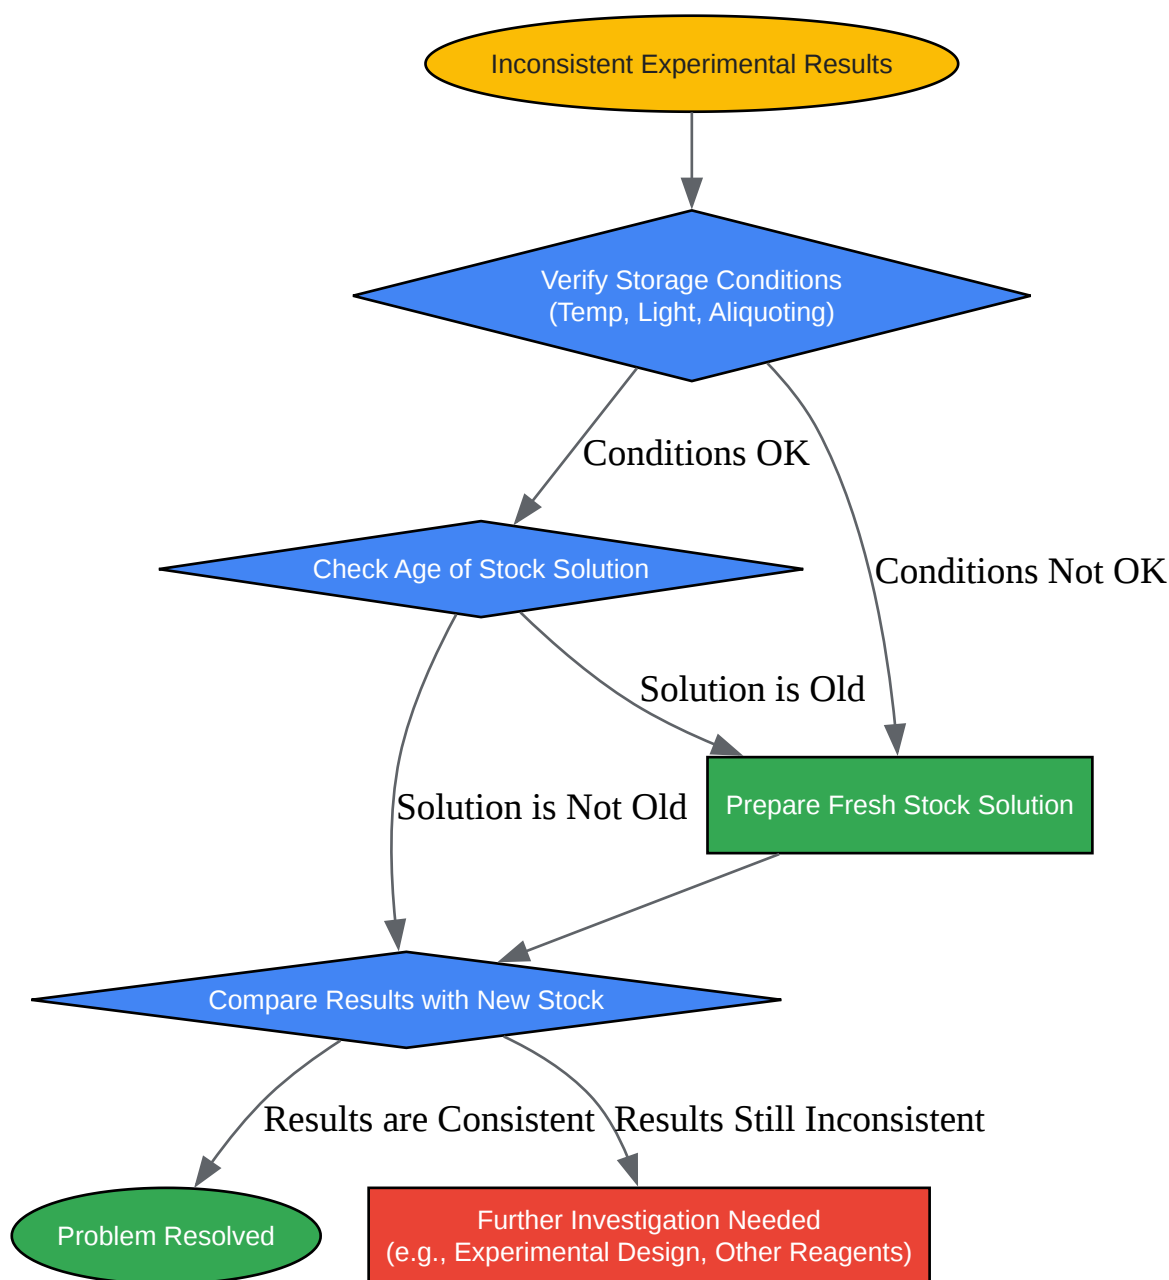 Inconsistent Experimental Results
Verify Storage Conditions
(Temp, Light, Aliquoting)
Conditions OK
Check Age of Stock Solution
Conditions Not OK
Solution is Old
Solution is Not Old
Prepare Fresh Stock Solution
Compare Results with New Stock
Results are Consistent
Results Still Inconsistent
Problem Resolved
Further Investigation Needed
(e.g., Experimental Design, Other Reagents)